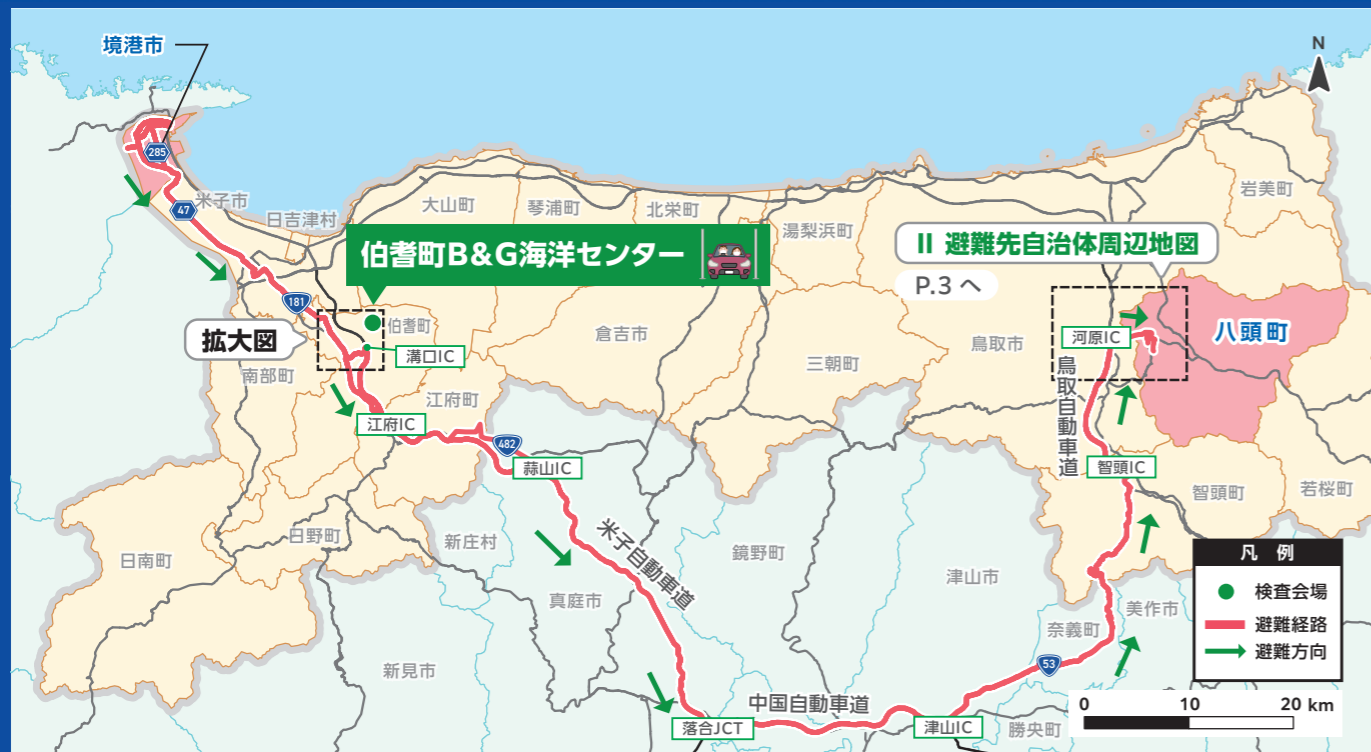 境港市
N
285
47
米子市
日吉津村
大山町
琴浦町
北栄町
湯梨浜町
岩美町
伯耆町B&G海洋センター
II 避難先自治体周辺地図
P.3 へ
181
拡大図
伯耆町
溝口IC
倉吉市
三朝町
鳥取市
河原IC
八頭町
南部町
江府町
江府IC
482
蒜山IC
鳥取自動車道
智頭IC
智頭町
若桜町
日南町
日野町
新庄村
米子自動車道
鏡野町
津山市
真庭市
新見市
美作市
奈義町
53
中国自動車道
落合JCT
津山IC
勝央町
凡 例
検査会場
避難経路
避難方向
0 10 20 km